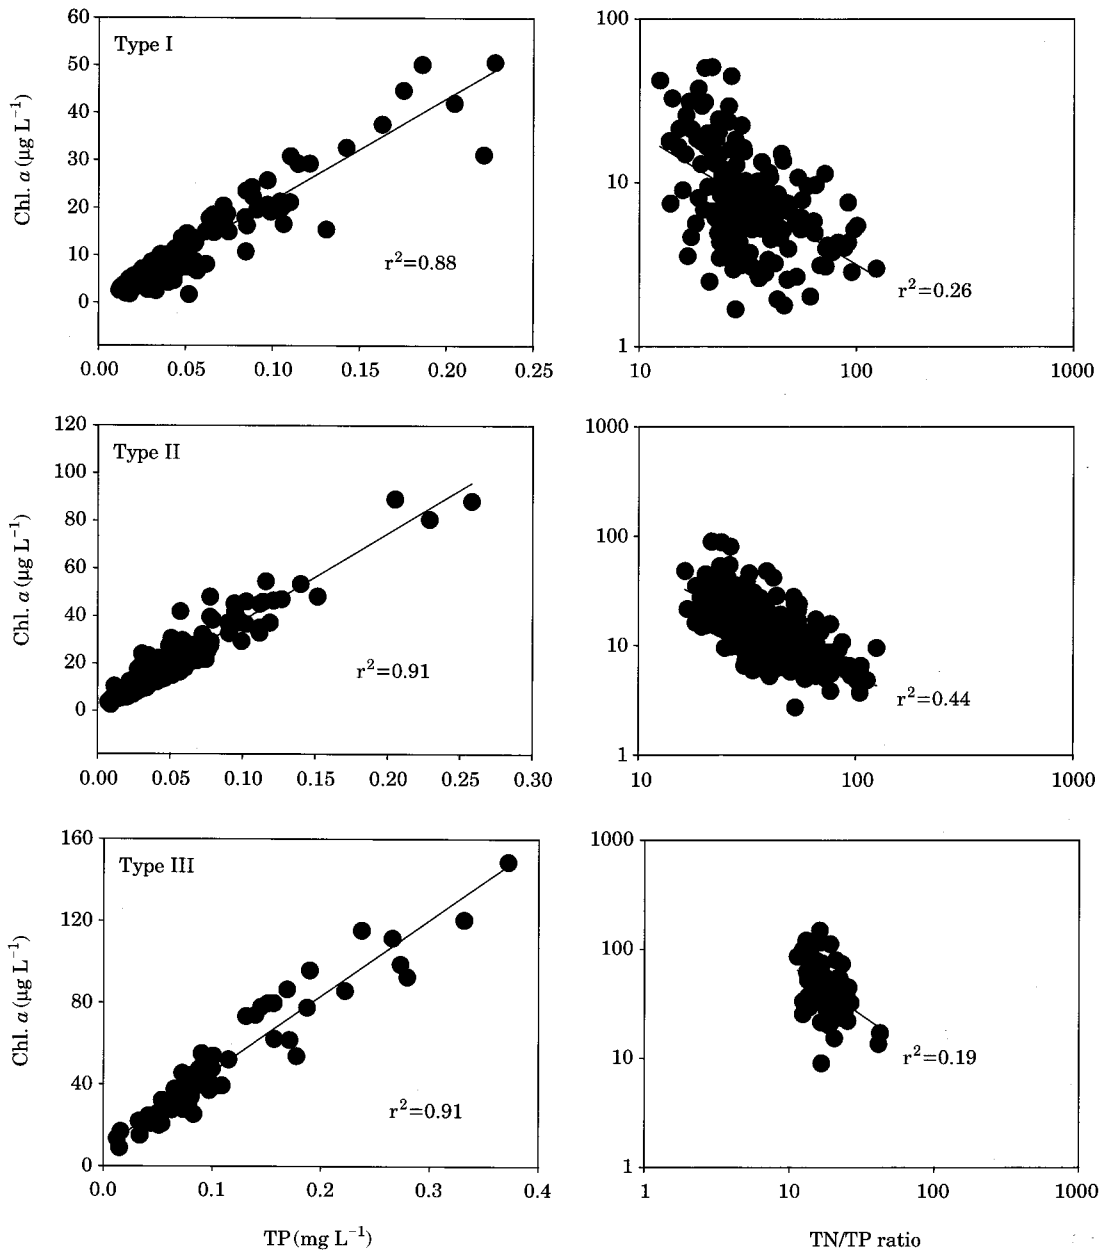 60
50
40
30
20
10
0
Type I
r²=0.88
Chl. a (µg L⁻¹)
0.00 0.05 0.10 0.15 0.20 0.25
100
10
1
r²=0.26
10 100 1000
120
100
80
60
40
20
0
Type II
r²=0.91
Chl. a (µg L⁻¹)
0.00 0.05 0.10 0.15 0.20 0.25 0.30
1000
100
10
1
r²=0.44
10 100 1000
160
120
80
40
0
Type III
r²=0.91
Chl. a (µg L⁻¹)
0.0 0.1 0.2 0.3 0.4
TP (mg L⁻¹)
1000
100
10
1
r²=0.19
1 10 100 1000
TN/TP ratio